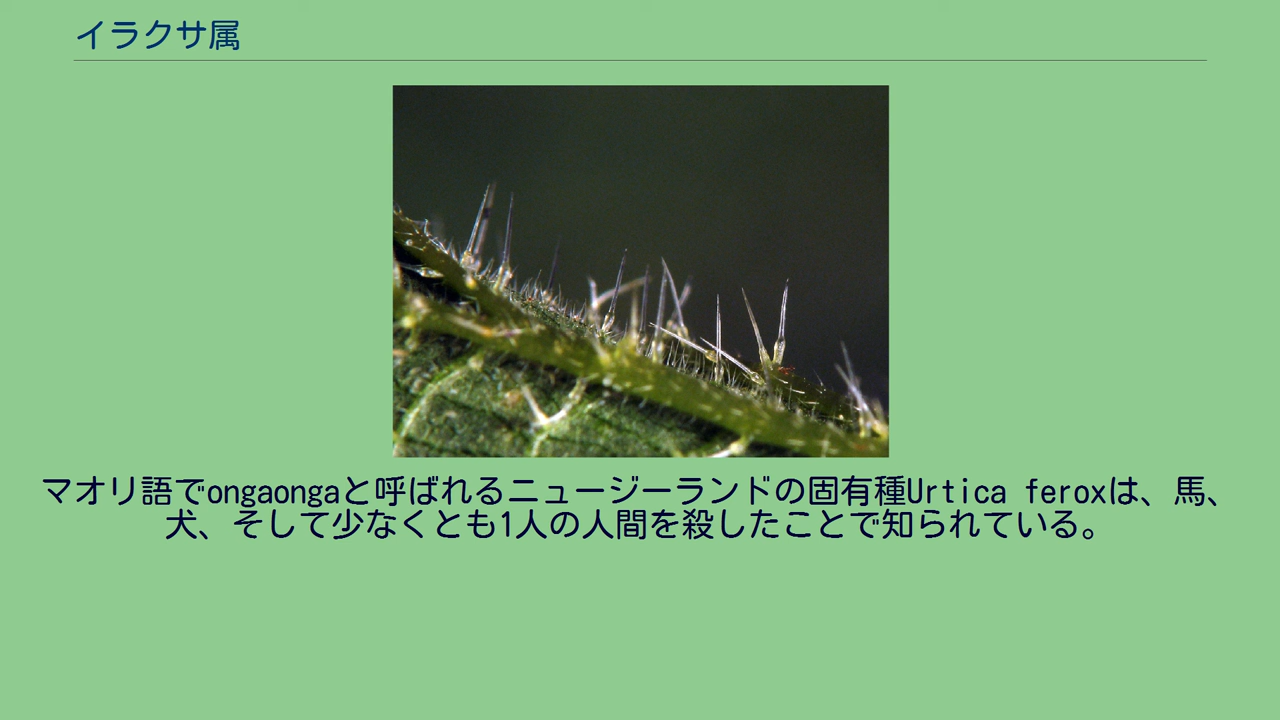 イラクサ属
マオリ語でongaongaと呼ばれるニュージーランドの固有種Urtica feroxは、馬、
犬、そして少なくとも1人の人間を殺したことで知られている。